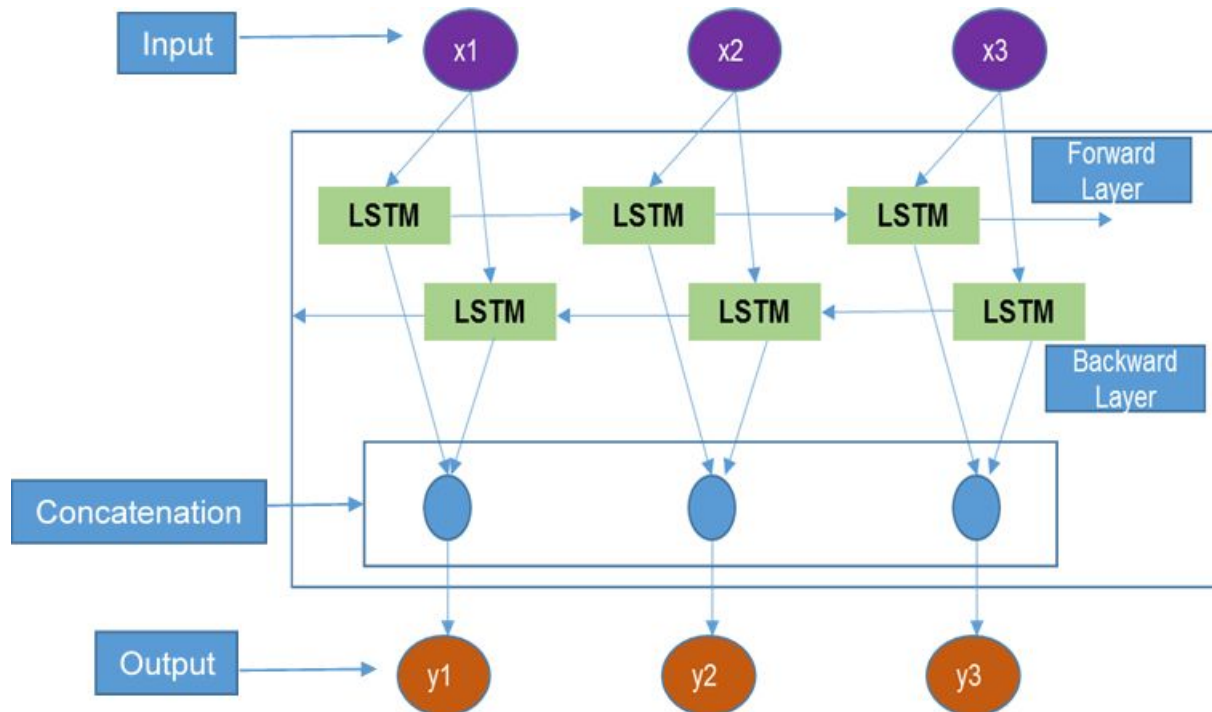 Input
x1
x2
x3
Forward
Layer
LSTM
LSTM
LSTM
LSTM
LSTM
LSTM
Backward
Layer
Concatenation
Output
y1
y2
y3